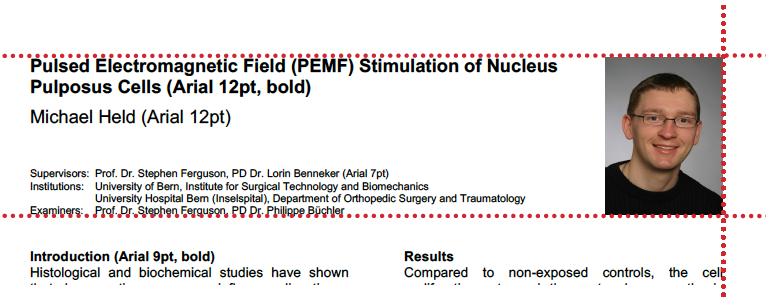 Pulsed Electromagnetic Field (PEMF) Stimulation of Nucleus
Pulposus Cells (Arial 12pt, bold)
Michael Held (Arial 12pt)
Supervisors: Prof. Dr. Stephen Ferguson, PD Dr. Lorin Benneker (Arial 7pt)
Institutions: University of Bern, Institute for Surgical Technology and Biomechanics
University Hospital Bern (Inselspital), Department of Orthopedic Surgery and Traumatology
Examiners: Prof. Dr. Stephen Ferguson, PD Dr. Philippe Büchler
Introduction (Arial 9pt, bold)
Histological and biochemical studies have shown
Results
Compared to non-exposed controls, the cell